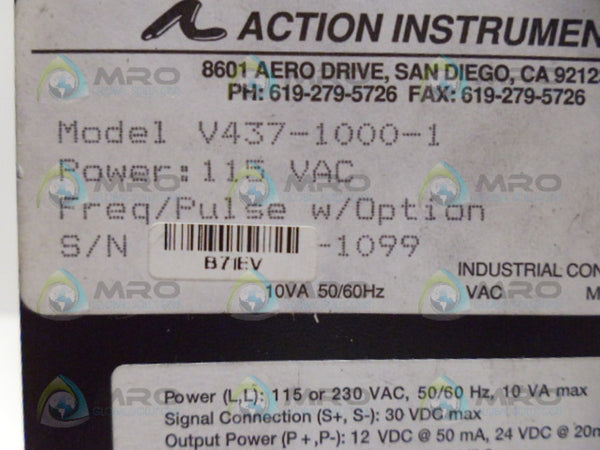 ACTION INSTRUMEN
8601 AERO DRIVE, SAN DIEGO, CA 92123
PH: 619-279-5726 FAX: 619-279-5726
Model V437-1000-1
Power: 115 VAC
Freq/Pulse w/Option
S/N -1099
B71EV
INDUSTRIAL CON
10VA 50/60Hz VAC M
Power (L,L): 115 or 230 VAC, 50/60 Hz, 10 VA max
Signal Connection (S+, S-): 30 VDC max
Output Power (P+,P-): 12 VDC @ 50 mA, 24 VDC @ 20m
MRO